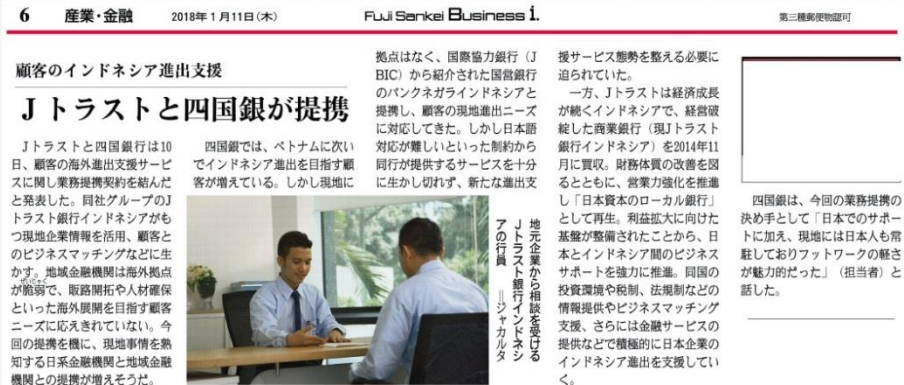 6
産業・金融
2018年1月11日(木)
Fuji Sankei Business i.
第三種郵便物認可
顧客のインドネシア進出支援
Jトラストと四国銀が提携
Jトラストと四国銀行は10
日、顧客の海外進出支援サービ
スに関し業務提携契約を結んだ
と発表した。同社グループのJ
トラスト銀行インドネシアがも
つ現地企業情報を活用、顧客と
のビジネスマッチングなどに生
かす。地域金融機関は海外拠点
が脆弱で、販路開拓や人材確保
ぜいじゃく
といった海外展開を目指す顧客
ニーズに応えきれていない。今
回の提携を機に、現地事情を熟
知する日系金融機関と地域金融
機関との提携が増えそうだ。
四国銀では、ベトナムに次い
でインドネシア進出を目指す顧
客が増えている。しかし現地に
拠点はなく、国際協力銀行(J
BIC)から紹介された国営銀行
のバンクネガラインドネシアと
提携し、顧客の現地進出ニーズ
に対応してきた。しかし日本語
対応が難しいといった制約から
同行が提供するサービスを十分
に生かし切れず、新たな進出支
地元企業から相談を受ける
Jトラスト銀行インドネシ
アの行員 =ジャカルタ
援サービス態勢を整える必要に
迫られていた。
一方、Jトラストは経済成長
が続くインドネシアで、経営破
綻した商業銀行(現Jトラスト
銀行インドネシア)を2014年11
月に買収。財務体質の改善を図
るとともに、営業力強化を推進
し「日本資本のローカル銀行」
として再生。利益拡大に向けた
基盤が整備されたことから、日
本とインドネシア間のビジネス
サポートを強力に推進。同国の
投資環境や税制、法規制などの
情報提供やビジネスマッチング
支援、さらには金融サービスの
提供などで積極的に日本企業の
インドネシア進出を支援してい
く。
四国銀は、今回の業務提携の
決め手として「日本でのサポー
トに加え、現地には日本人も常
駐しておりフットワークの軽さ
が魅力的だった」(担当者)と
話した。